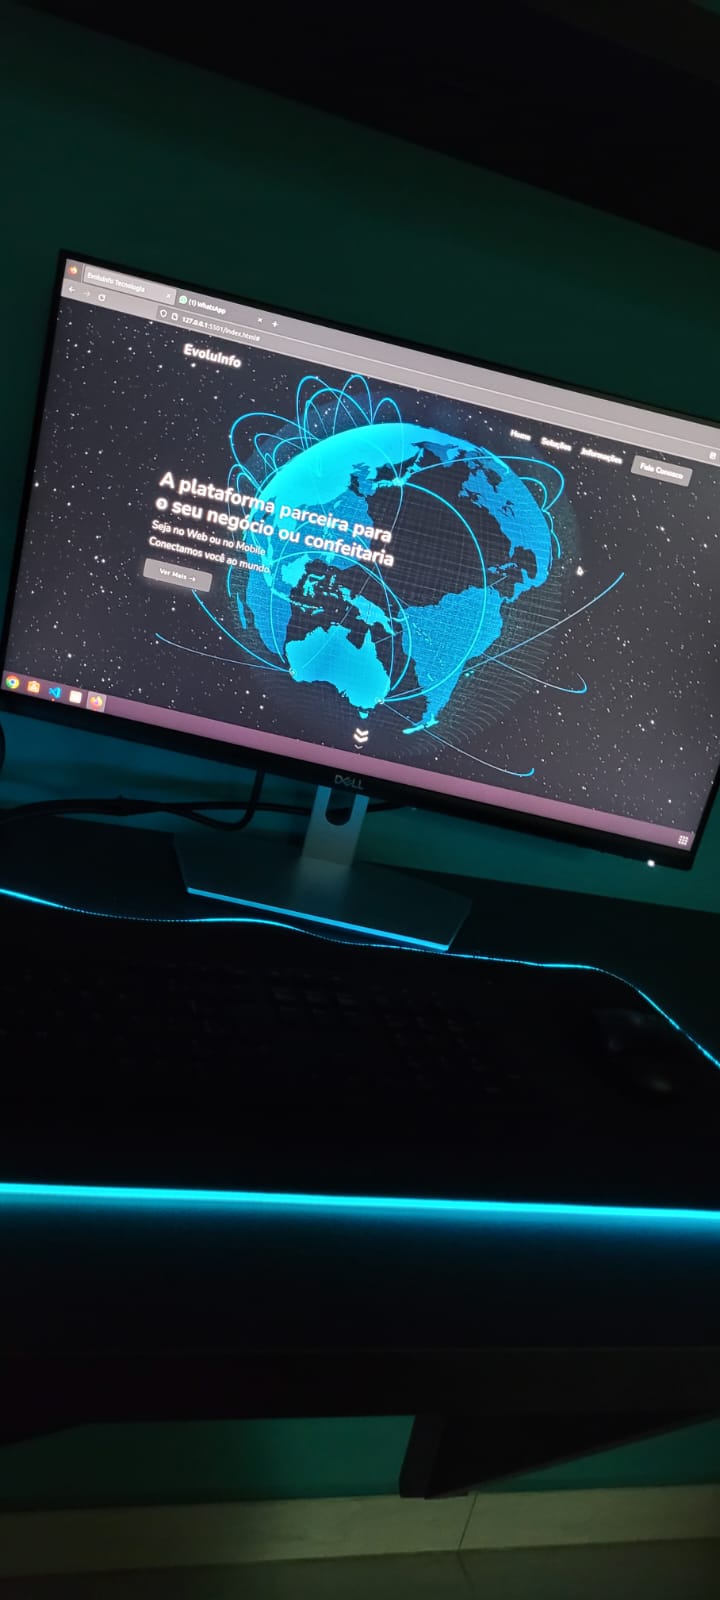 EvoluInfo Tecnologia
(1) WhatsApp
127.0.0.1:5501/index.html#
EvoluInfo
Home Soluções Informações Fale Conosco
A plataforma parceira para
o seu negócio ou confeitaria
Seja no Web ou no Mobile
Conectamos você ao mundo.
Ver Mais →
DELL